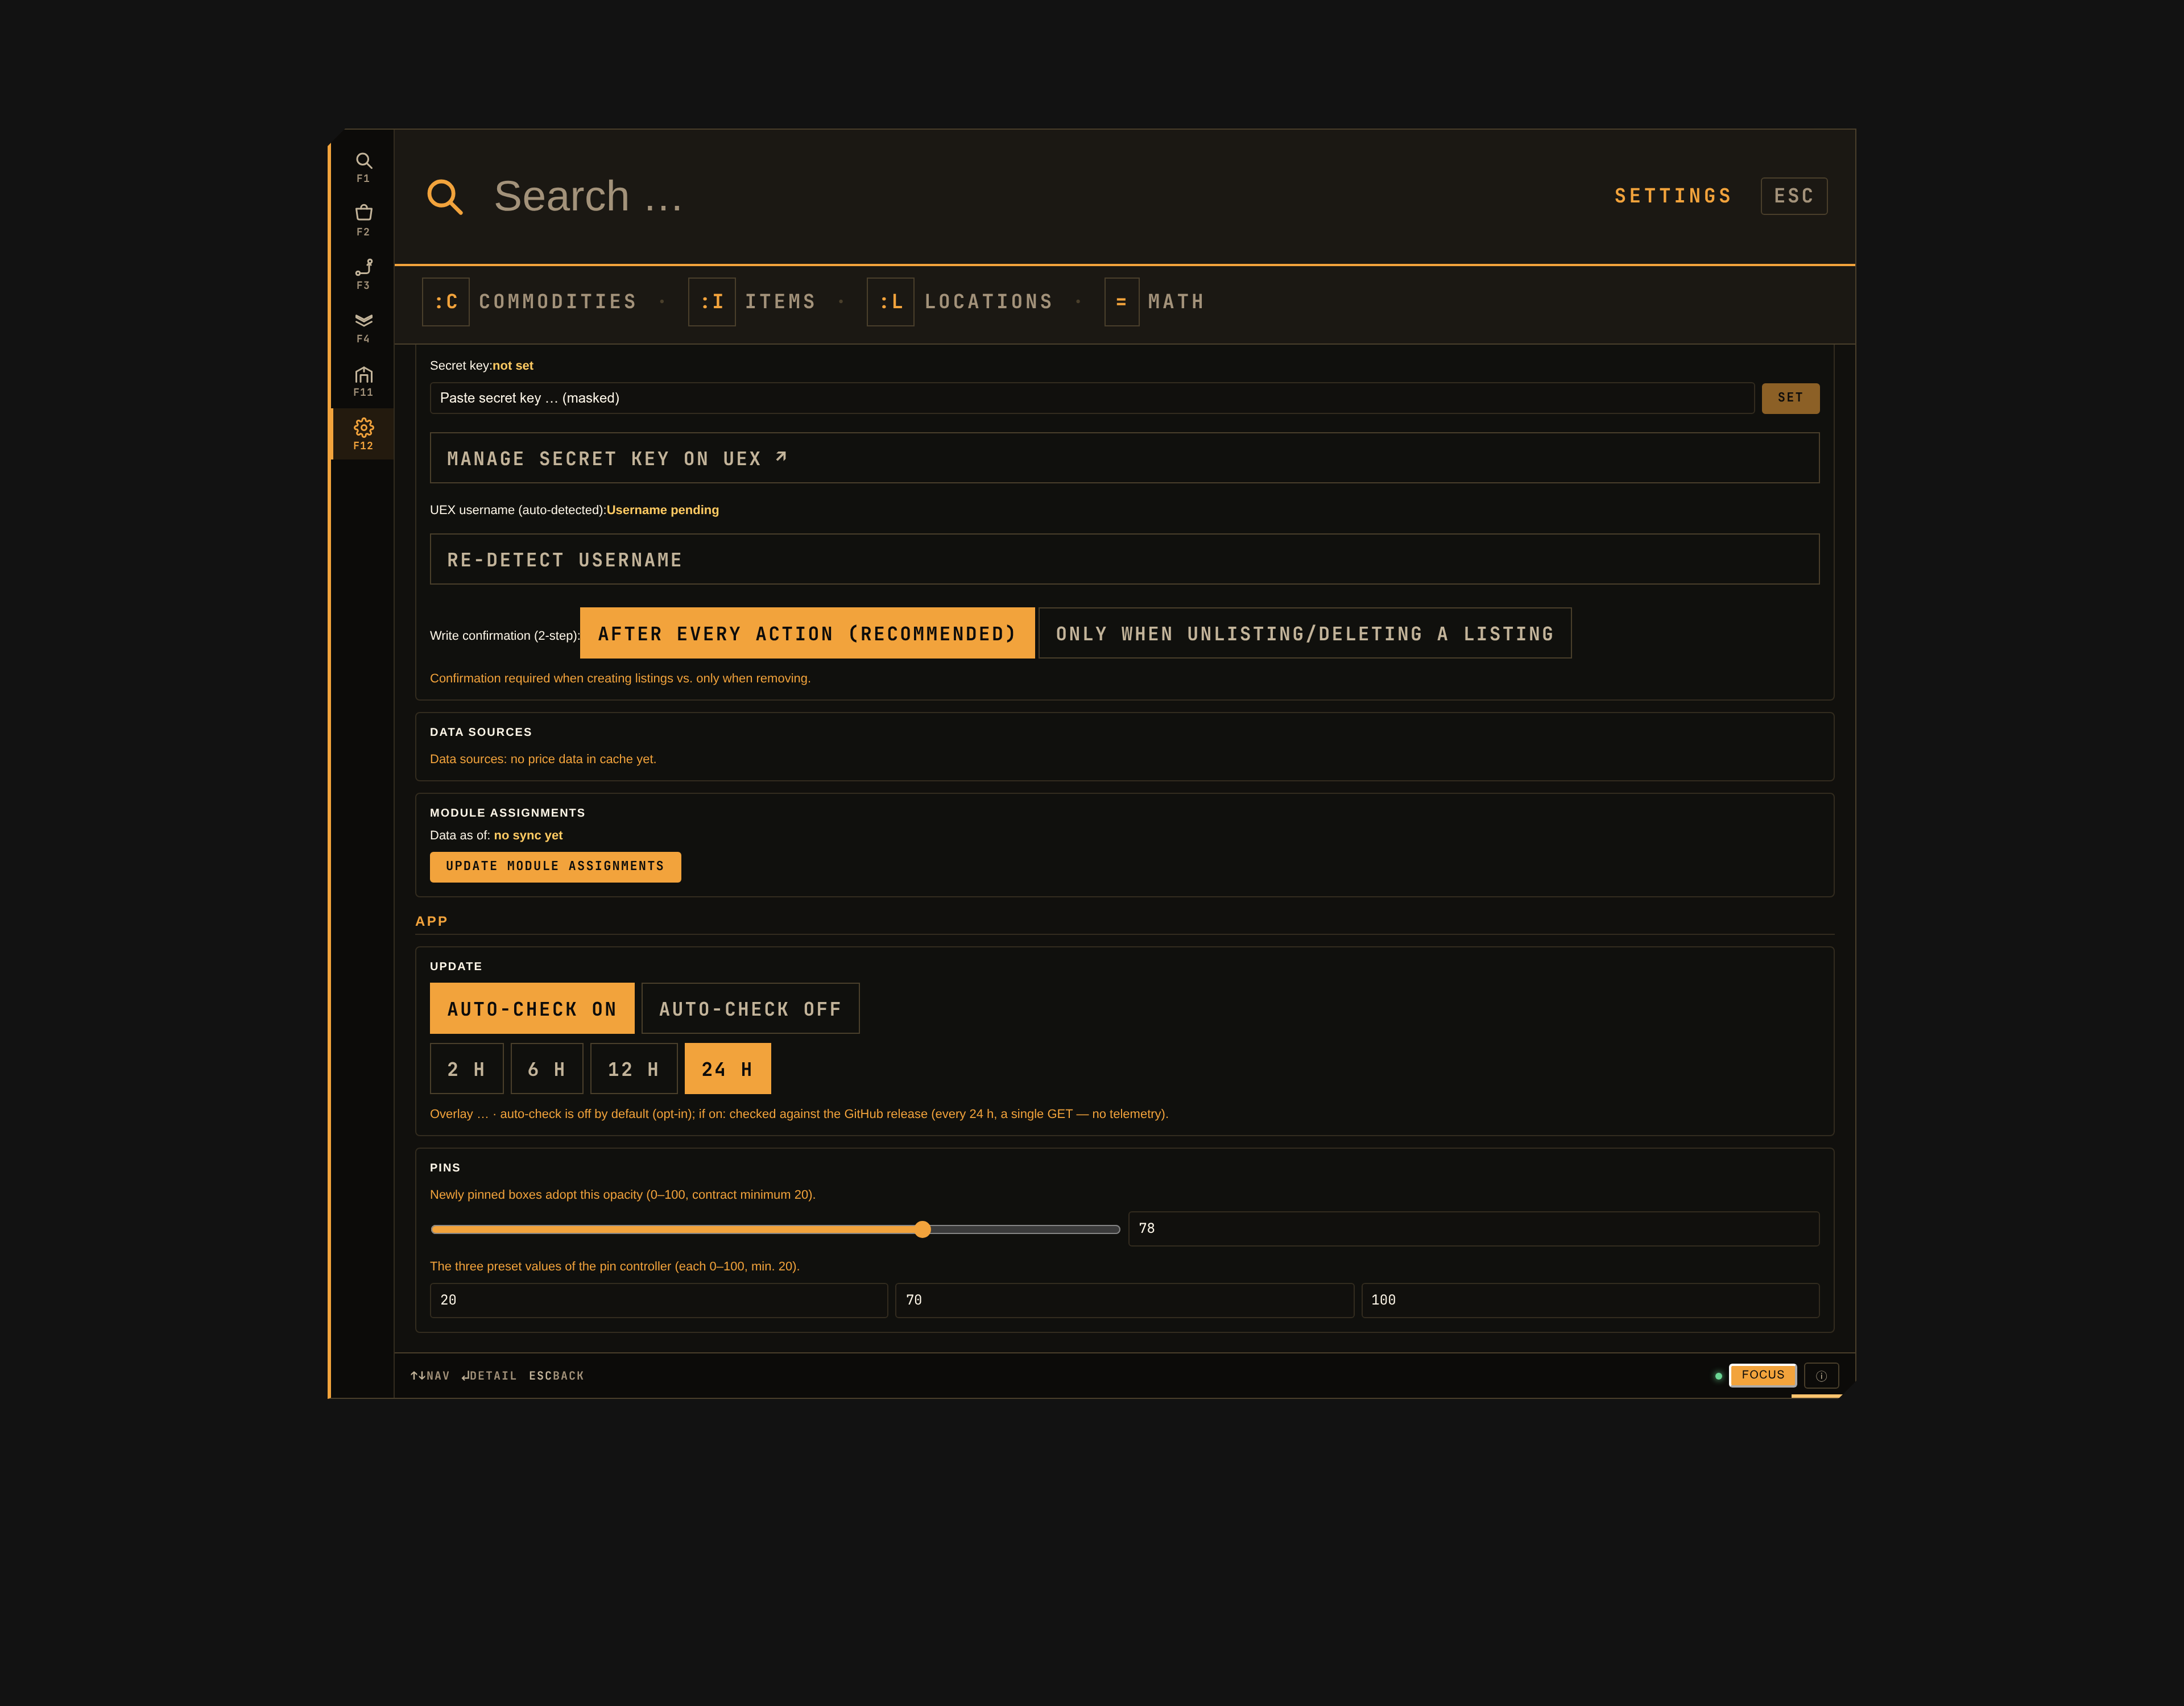 F1
F2
F3
F4
F11
F12
Search …
SETTINGS ESC
:C COMMODITIES · :I ITEMS · :L LOCATIONS · = MATH
Secret key:not set
Paste secret key … (masked) SET
MANAGE SECRET KEY ON UEX ↗
UEX username (auto-detected):Username pending
RE-DETECT USERNAME
Write confirmation (2-step): AFTER EVERY ACTION (RECOMMENDED) ONLY WHEN UNLISTING/DELETING A LISTING
Confirmation required when creating listings vs. only when removing.
DATA SOURCES
Data sources: no price data in cache yet.
MODULE ASSIGNMENTS
Data as of: no sync yet
UPDATE MODULE ASSIGNMENTS
APP
UPDATE
AUTO-CHECK ON AUTO-CHECK OFF
2 H 6 H 12 H 24 H
Overlay … · auto-check is off by default (opt-in); if on: checked against the GitHub release (every 24 h, a single GET — no telemetry).
PINS
Newly pinned boxes adopt this opacity (0–100, contract minimum 20).
78
The three preset values of the pin controller (each 0–100, min. 20).
20 70 100
↑↓NAV ↲DETAIL ESCBACK FOCUS ⓘ